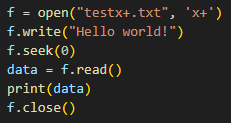 f = open("testx+.txt", 'x+')
f.write("Hello world!")
f.seek(0)
data = f.read()
print(data)
f.close()